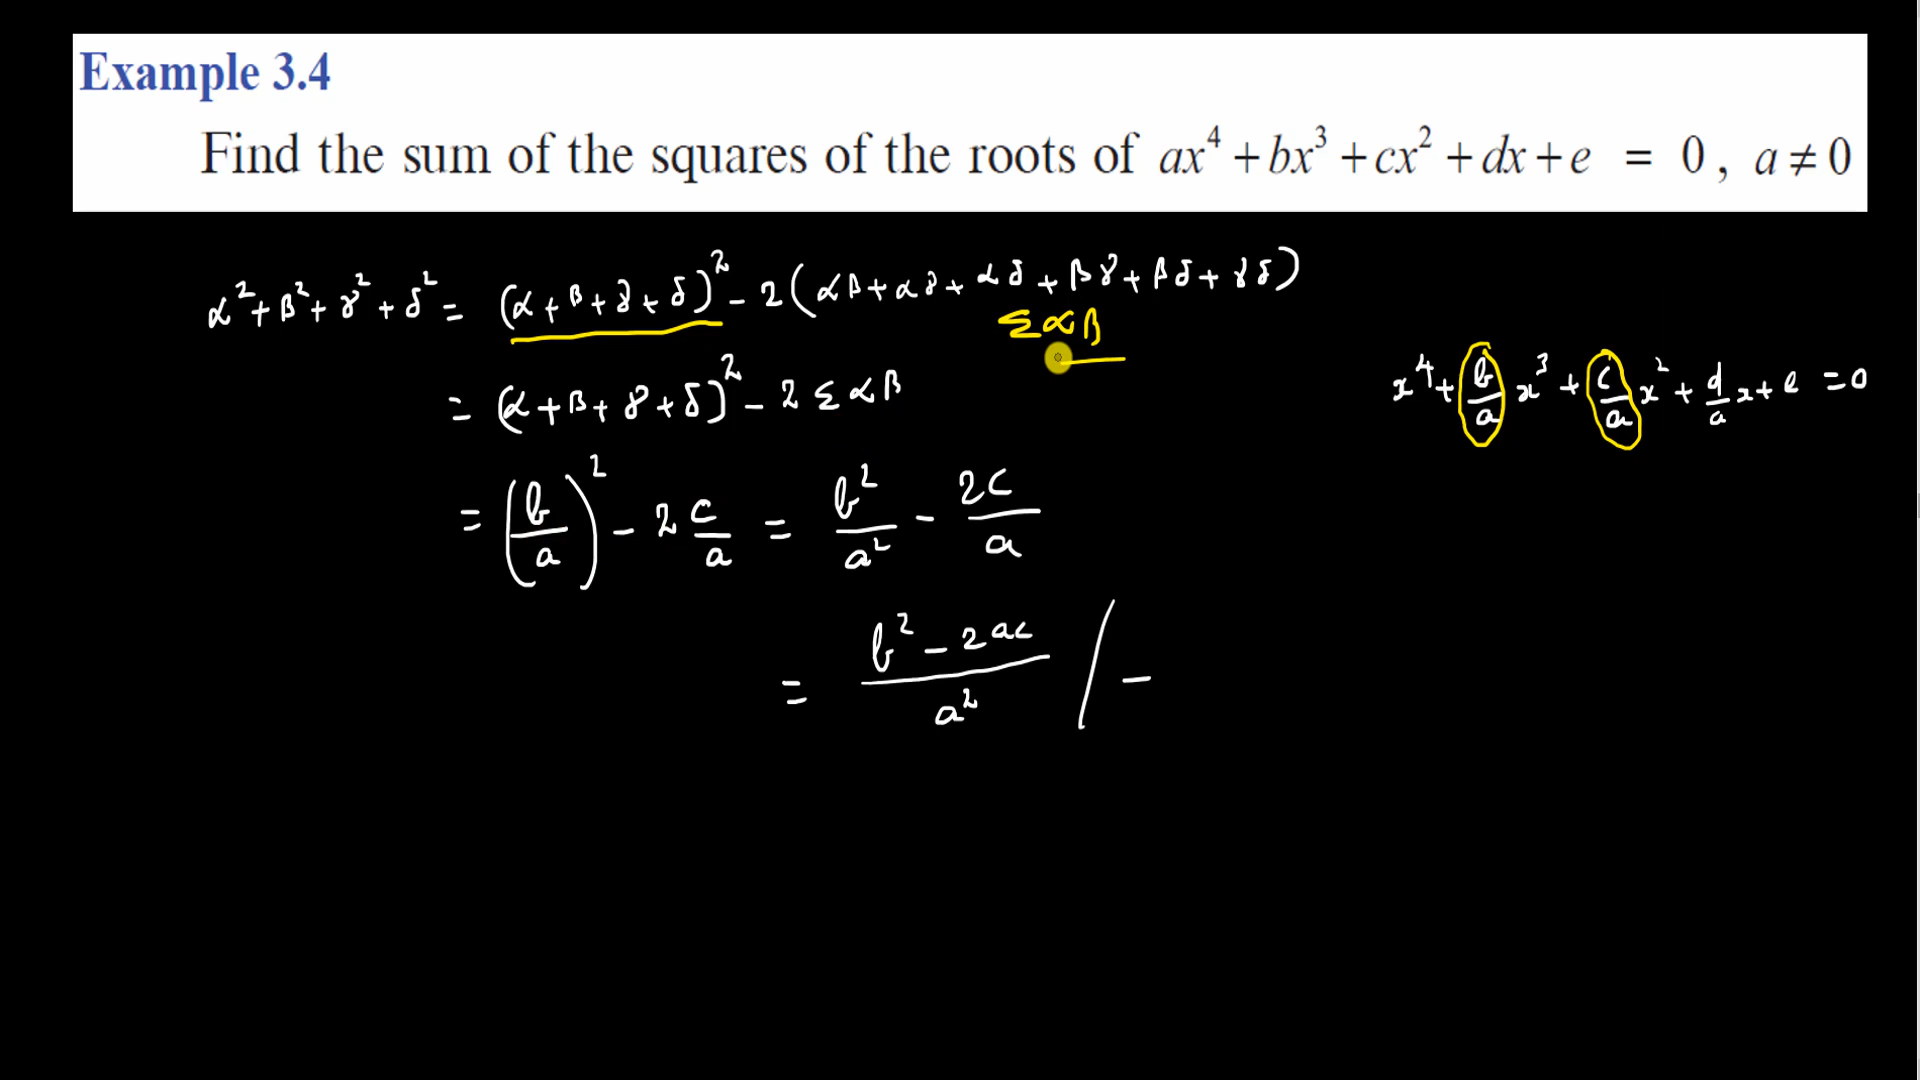 Example 3.4
Find the sum of the squares of the roots of ax⁴ + bx³ + cx² + dx + e = 0, a ≠ 0
α² + β² + γ² + δ² = (α + β + γ + δ)² - 2(αβ + αγ + αδ + βγ + βδ + γδ)
Σαβ
= (α + β + γ + δ)² - 2Σαβ
x⁴ + b/a x³ + c/a x² + d/a x + e = 0
= (b/a)² - 2 c/a = b²/a² - 2c/a
= b² - 2ac / a² / -